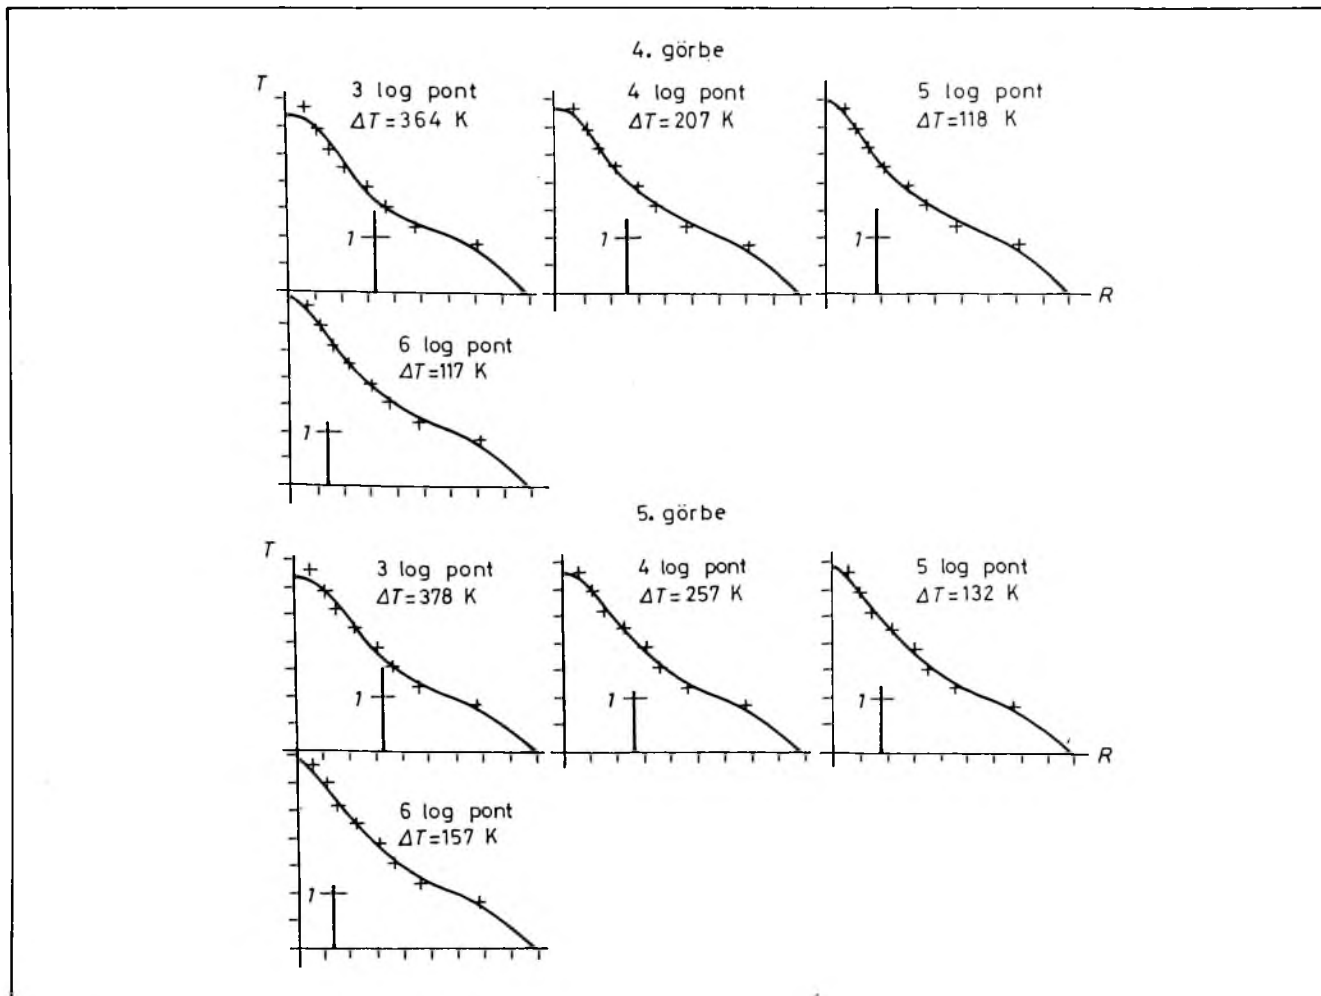 4. görbe
T
3 log pont
ΔT=364 K
1
4 log pont
ΔT=207 K
1
5 log pont
ΔT=118 K
1
R
6 log pont
ΔT=117 K
1
5. görbe
T
3 log pont
ΔT=378 K
1
4 log pont
ΔT=257 K
1
5 log pont
ΔT=132 K
1
R
6 log pont
ΔT=157 K
1